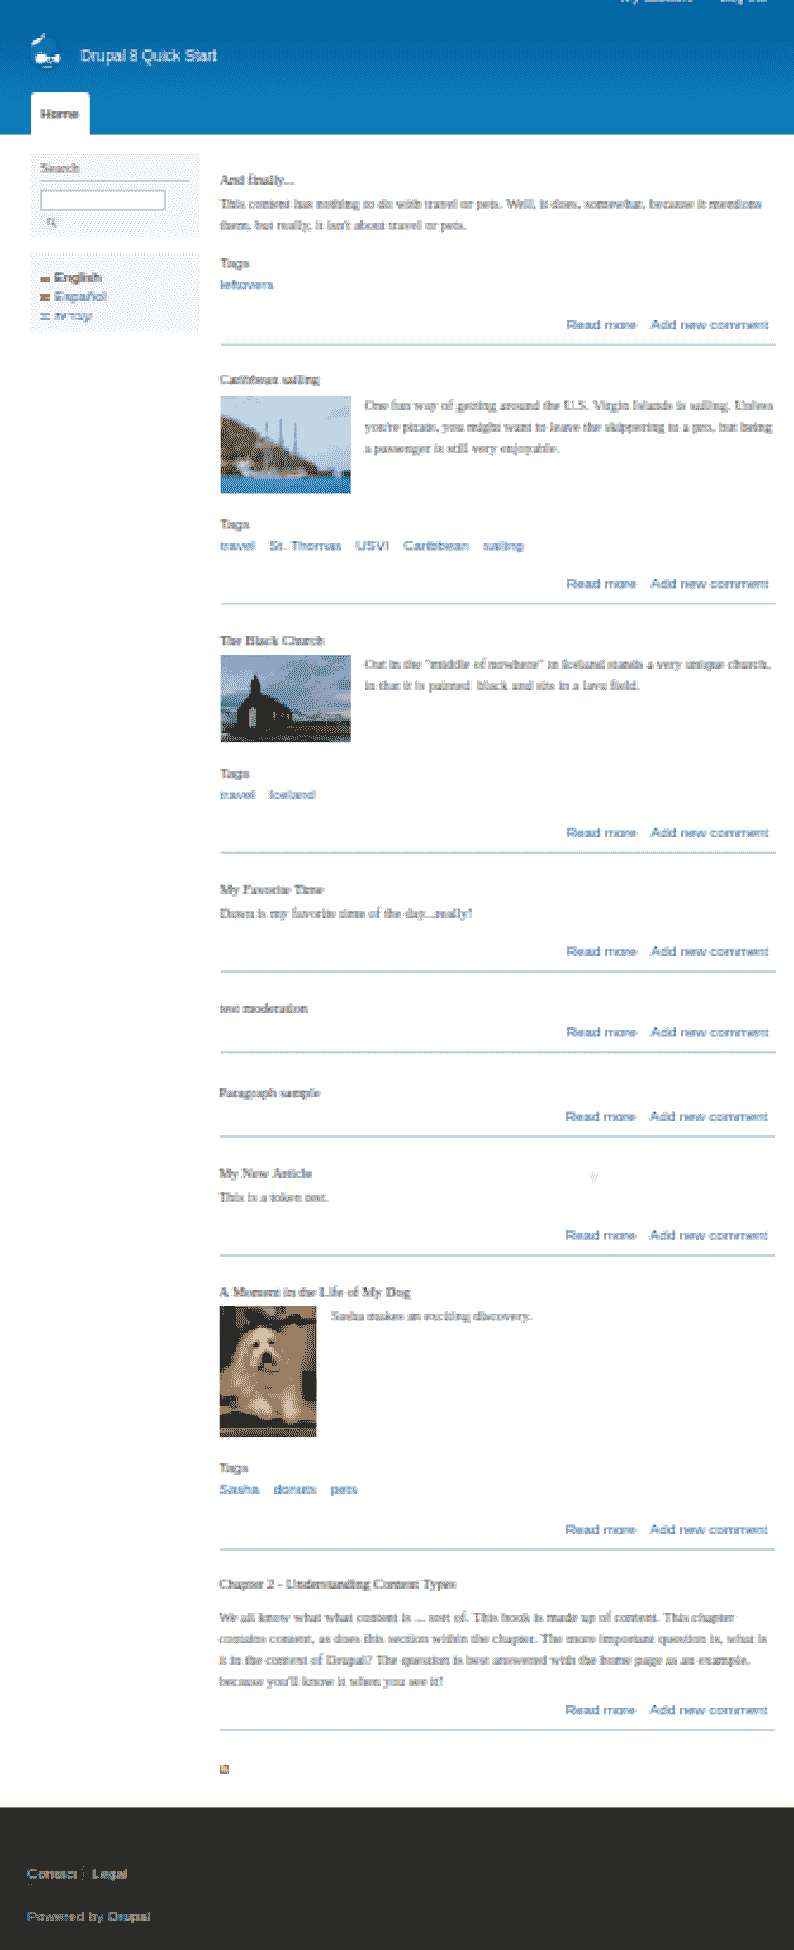 My account Log out
Drupal 8 Quick Start
Home
Search
English
Español
And finally...
This content has nothing to do with travel or pets. Well, it does, somewhat, because it mentions
them, but really, it isn't about travel or pets.
Tags
leftovers
Read more Add new comment
Caribbean sailing
One fun way of getting around the U.S. Virgin Islands is sailing. Unless
you're pirate, you might want to leave the skippering to a pro, but being
a passenger is still very enjoyable.
Tags
travel St. Thomas USVI Caribbean sailing
Read more Add new comment
The Black Church
Out in the "middle of nowhere" in Iceland stands a very unique church,
in that it is painted black and sits in a lava field.
Tags
travel Iceland
Read more Add new comment
My Favorite Time
Dawn is my favorite time of the day...really!
Read more Add new comment
test moderation
Read more Add new comment
Paragraph sample
Read more Add new comment
My New Article
This is a token test.
Read more Add new comment
A Moment in the Life of My Dog
Sasha makes an exciting discovery.
Tags
Sasha donuts pets
Read more Add new comment
Chapter 2 - Understanding Content Types
We all know what what content is ... sort of. This book is made up of content. This chapter
contains content, as does this section within the chapter. The more important question is, what is
it in the context of Drupal? The question is best answered with the home page as an example,
because you'll know it when you see it!
Read more Add new comment
Contact Legal
Powered by Drupal